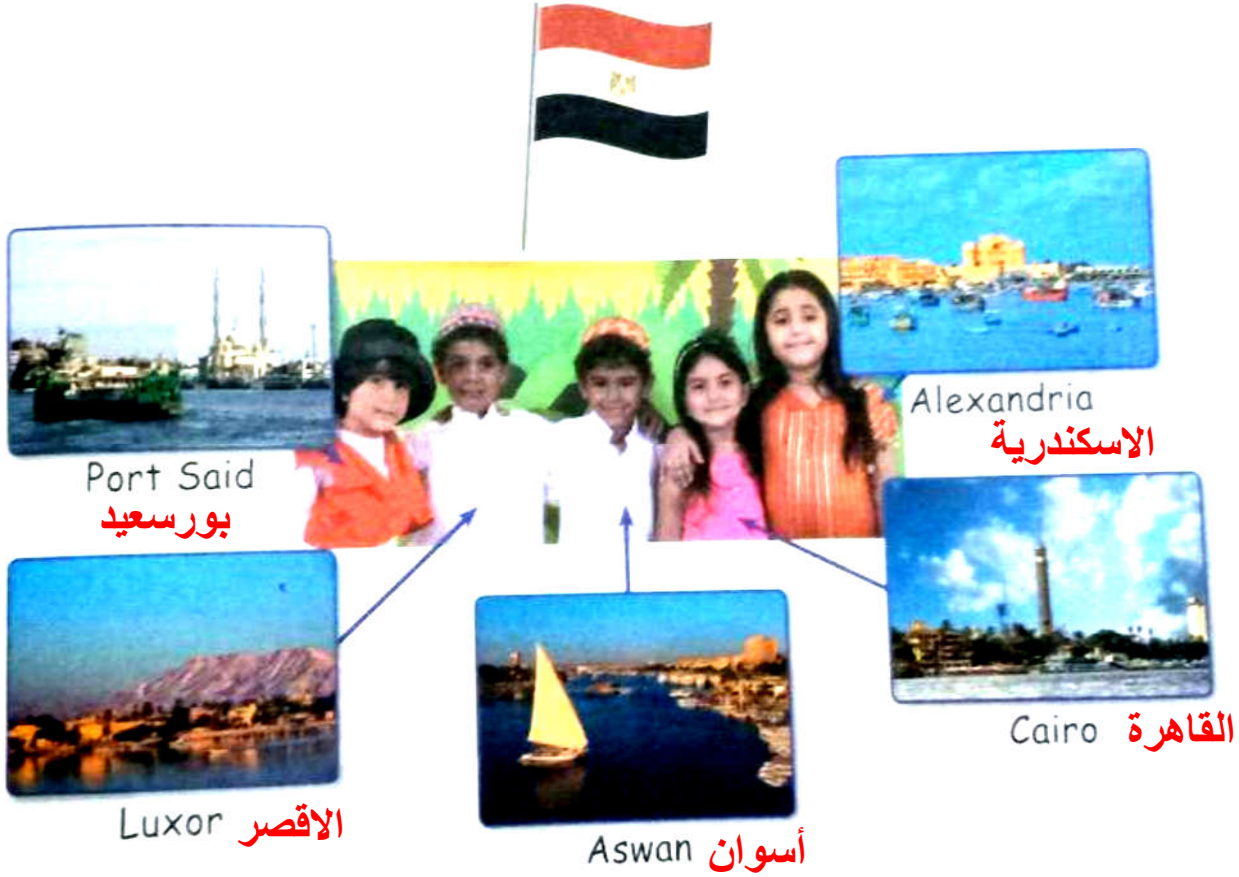 Alexandria
الاسكندرية
Port Said
بورسعيد
Cairo القاهرة
Luxor الاقصر
Aswan أسوان